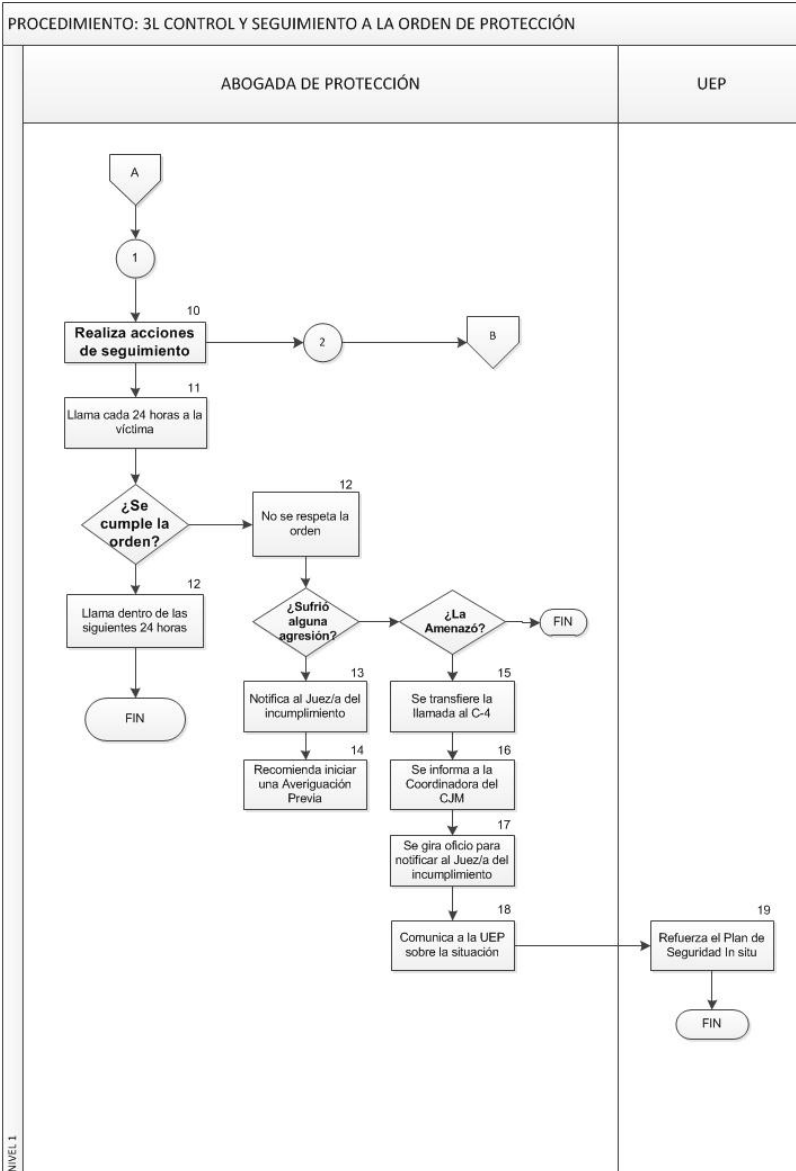 PROCEDIMIENTO: 3L CONTROL Y SEGUIMIENTO A LA ORDEN DE PROTECCIÓN
ABOGADA DE PROTECCIÓN
UEP
A
1
10
Realiza acciones
de seguimiento
2
B
11
Llama cada 24 horas a la
víctima
¿Se
cumple la
orden?
12
No se respeta la
orden
12
Llama dentro de las
siguientes 24 horas
FIN
¿Sufrió
alguna
agresión?
¿La
Amenazó?
FIN
13
Notifica al Juez/a del
incumplimiento
14
Recomienda iniciar
una Averiguación
Previa
15
Se transfiere la
llamada al C-4
16
Se informa a la
Coordinadora del
CJM
17
Se gira oficio para
notificar al Juez/a del
incumplimiento
18
Comunica a la UEP
sobre la situación
19
Refuerza el Plan de
Seguridad In situ
FIN
NIVEL 1